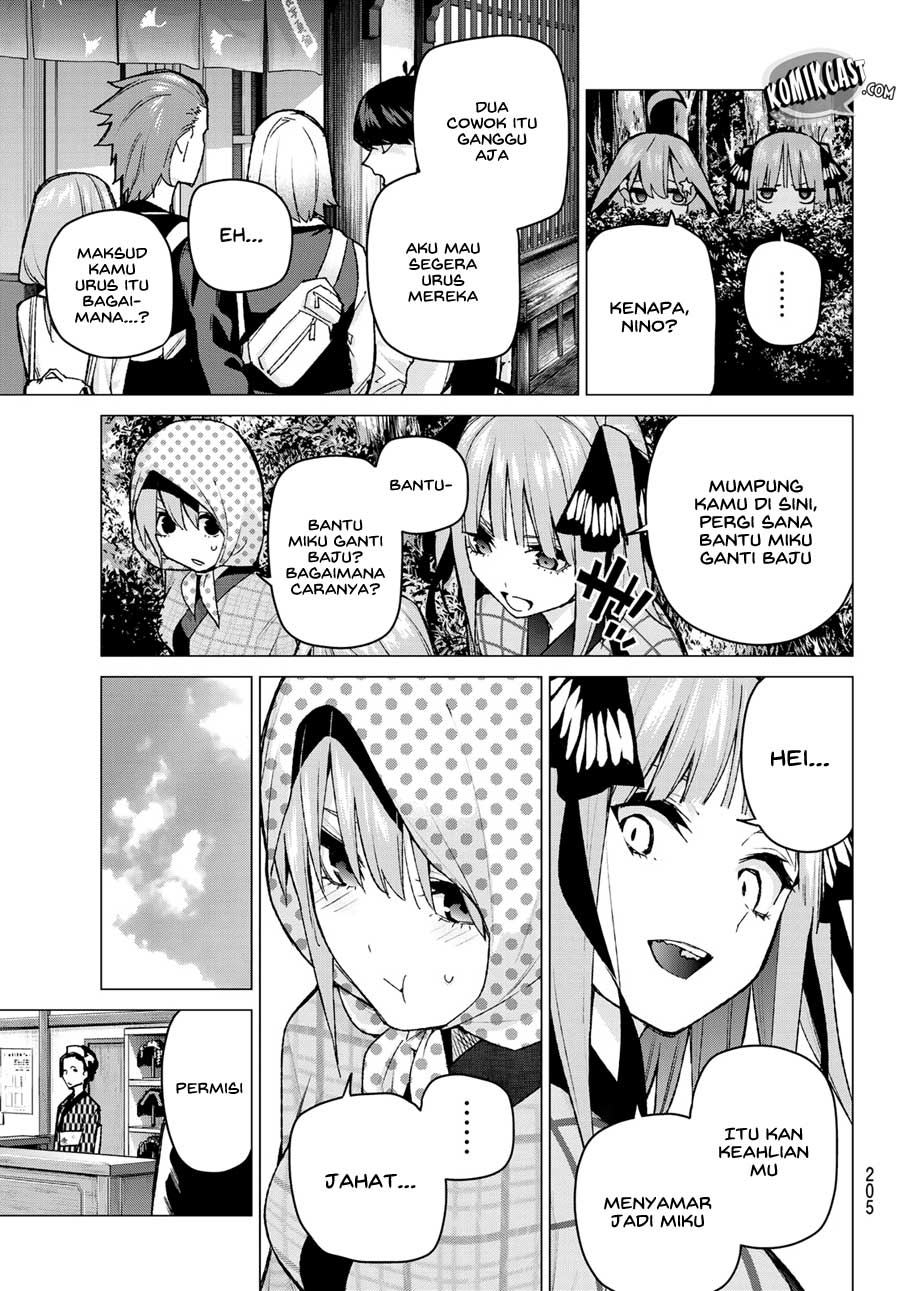 KOMIKCAST
.COM
. . . . . .
KENAPA,
NINO?
DUA
COWOK ITU
GANGGU
AJA
AKU MAU
SEGERA
URUS
MEREKA
EH...
MAKSUD
KAMU
URUS ITU
BAGAI-
MANA...?
MUMPUNG
KAMU DI SINI,
PERGI SANA
BANTU MIKU
GANTI BAJU
BANTU-
BANTU
MIKU GANTI
BAJU?
BAGAIMANA
CARANYA?
HEI...
ITU KAN
KEAHLIAN
MU
MENYAMAR
JADI MIKU
. . . . . .
JAHAT...
PERMISI
205